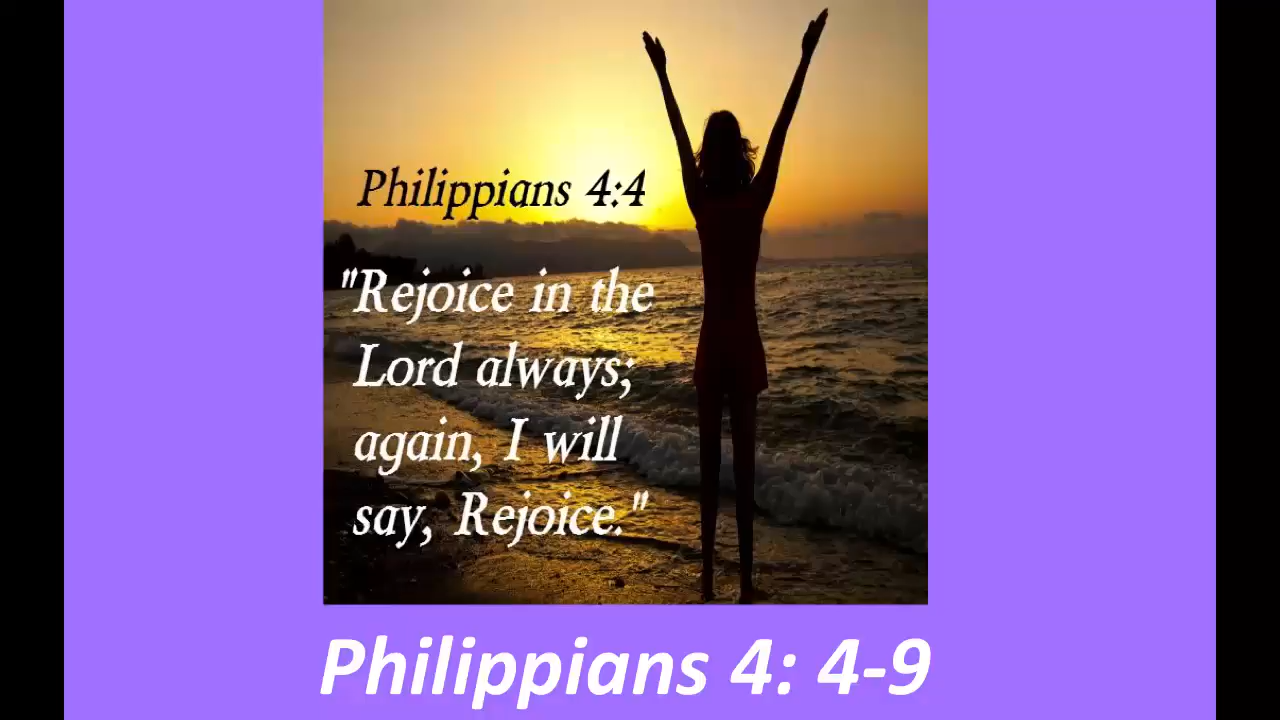 Philippians 4:4
"Rejoice in the
Lord always;
again, I will
say, Rejoice."
Philippians 4: 4-9